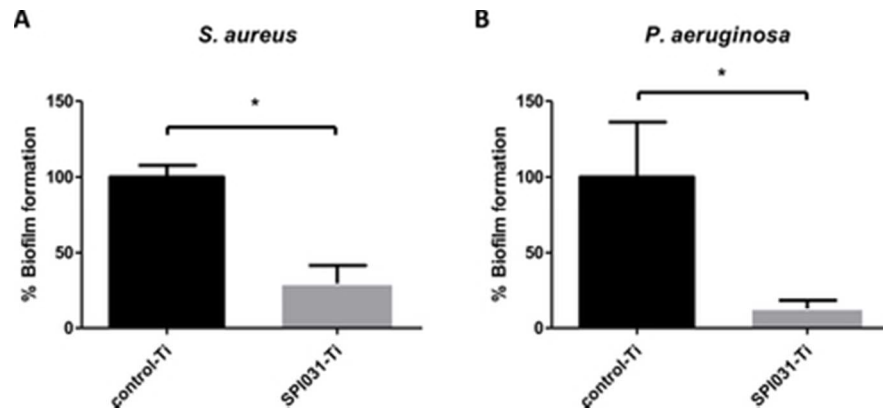 A
S. aureus
*
150
100
50
0
% Biofilm formation
control-Ti
SPI031-Ti
B
P. aeruginosa
*
150
100
50
0
% Biofilm formation
control-Ti
SPI031-Ti